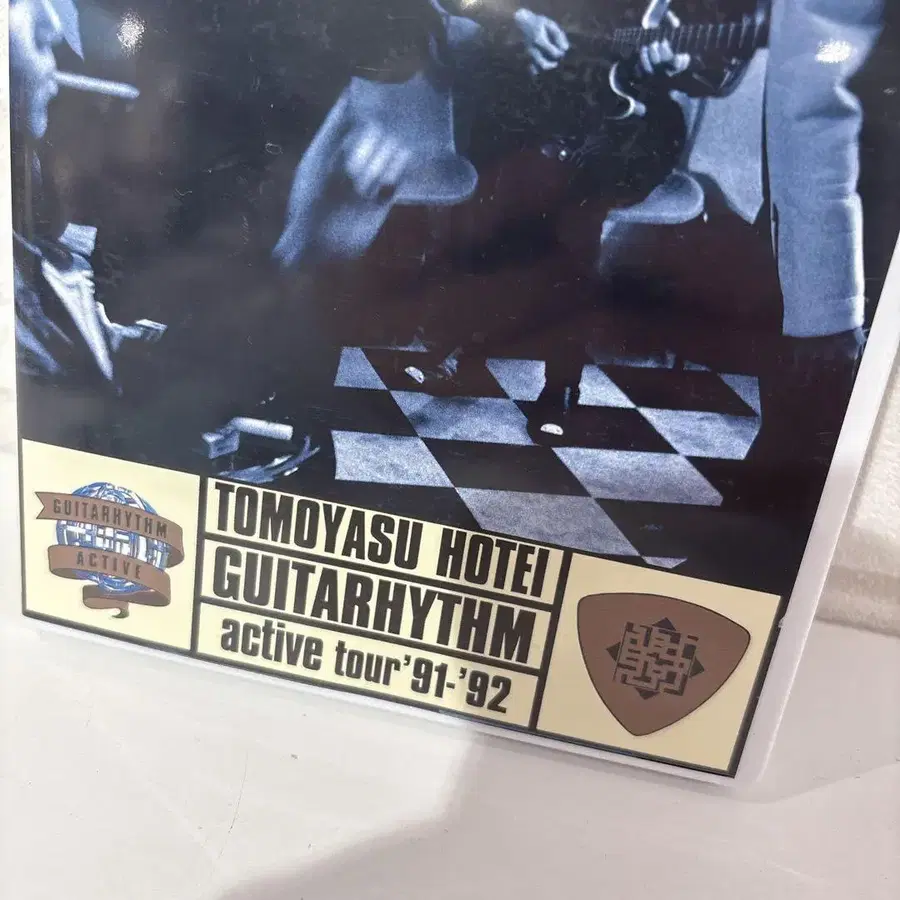 GUITARHYTHM
ACTIVE
TOMOYASU HOTEI
GUITARHYTHM
active tour '91-'92